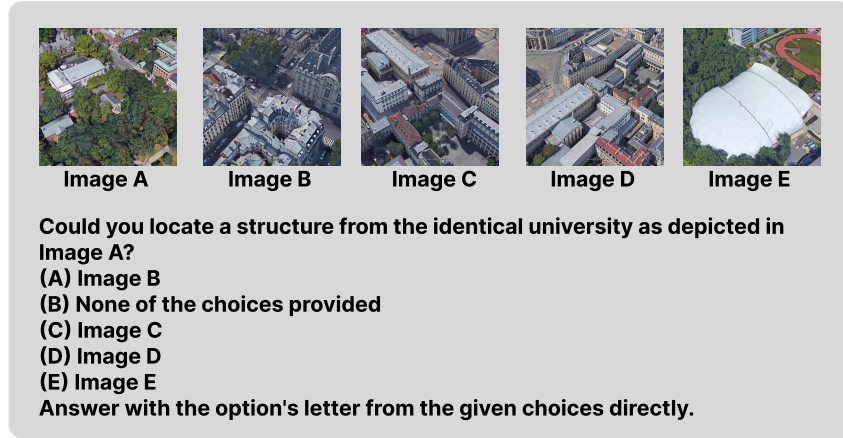 Image A
Image B
Image C
Image D
Image E
Could you locate a structure from the identical university as depicted in
Image A?
(A) Image B
(B) None of the choices provided
(C) Image C
(D) Image D
(E) Image E
Answer with the option's letter from the given choices directly.